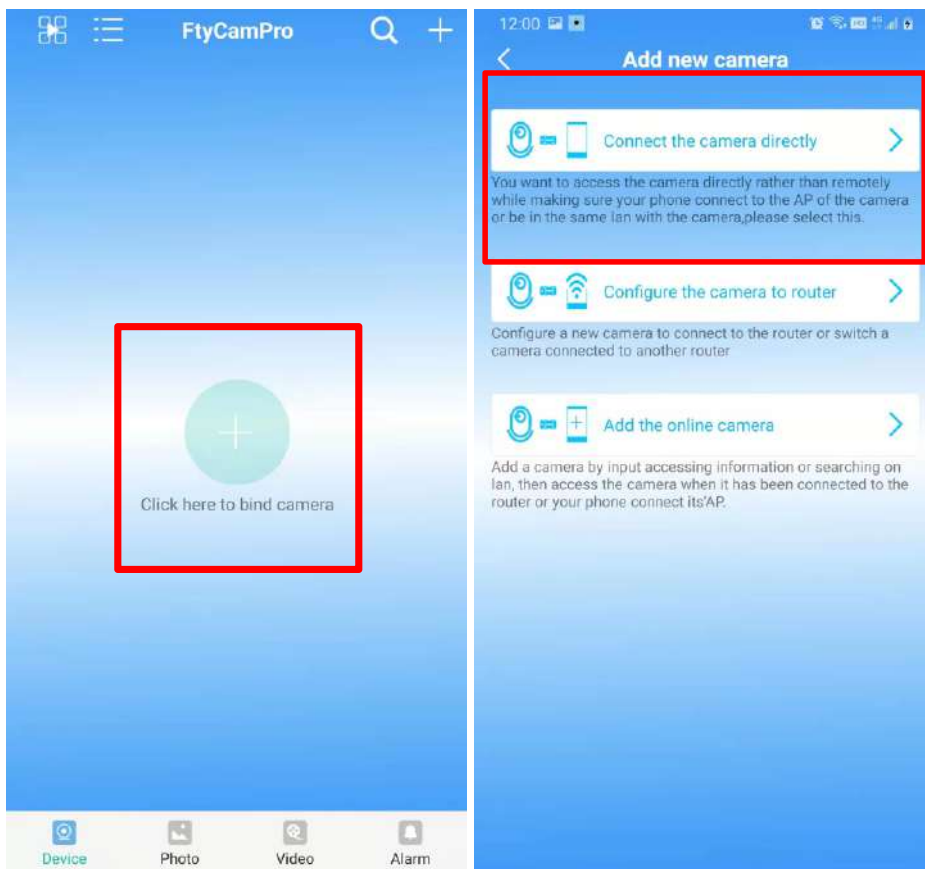 FtyCamPro
Click here to bind camera
Device
Photo
Video
Alarm
12:00
Add new camera
Connect the camera directly
You want to access the camera directly rather than remotely
while making sure your phone connect to the AP of the camera
or be in the same lan with the camera,please select this.
Configure the camera to router
Configure a new camera to connect to the router or switch a
camera connected to another router
Add the online camera
Add a camera by input accessing information or searching on
lan, then access the camera when it has been connected to the
router or your phone connect its'AP.